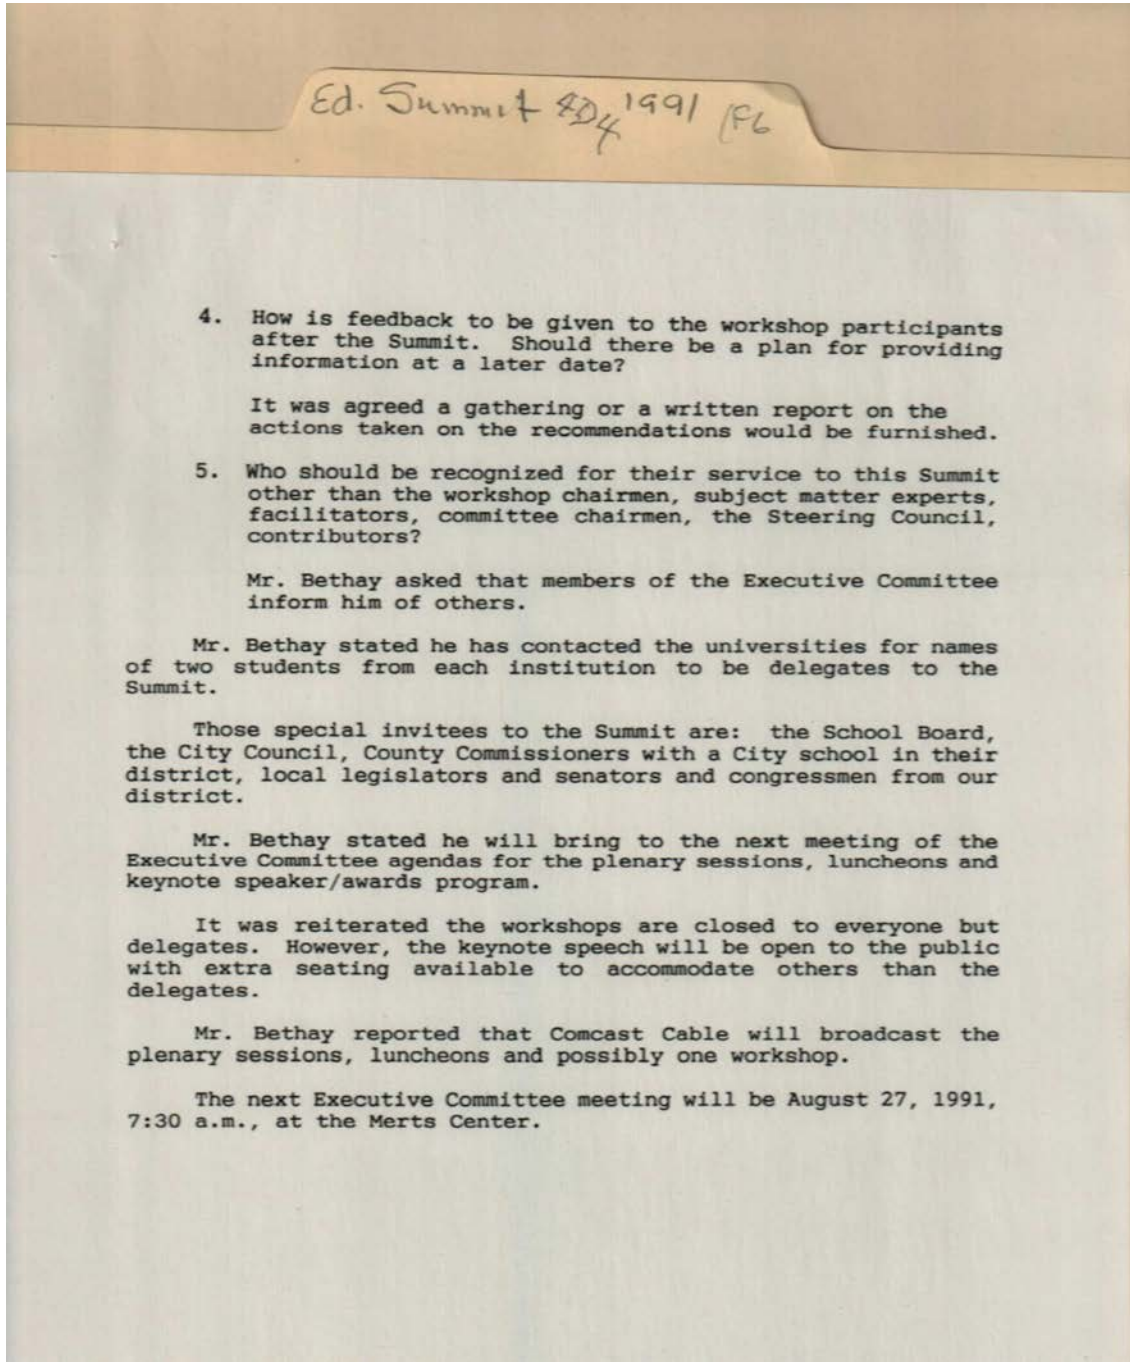 Ed. Summit 4D4 1991 1F6
4. How is feedback to be given to the workshop participants
after the Summit. Should there be a plan for providing
information at a later date?
It was agreed a gathering or a written report on the
actions taken on the recommendations would be furnished.
5. Who should be recognized for their service to this Summit
other than the workshop chairmen, subject matter experts,
facilitators, committee chairmen, the Steering Council,
contributors?
Mr. Bethay asked that members of the Executive Committee
inform him of others.
Mr. Bethay stated he has contacted the universities for names
of two students from each institution to be delegates to the
Summit.
Those special invitees to the Summit are: the School Board,
the City Council, County Commissioners with a City school in their
district, local legislators and senators and congressmen from our
district.
Mr. Bethay stated he will bring to the next meeting of the
Executive Committee agendas for the plenary sessions, luncheons and
keynote speaker/awards program.
It was reiterated the workshops are closed to everyone but
delegates. However, the keynote speech will be open to the public
with extra seating available to accommodate others than the
delegates.
Mr. Bethay reported that Comcast Cable will broadcast the
plenary sessions, luncheons and possibly one workshop.
The next Executive Committee meeting will be August 27, 1991,
7:30 a.m., at the Merts Center.